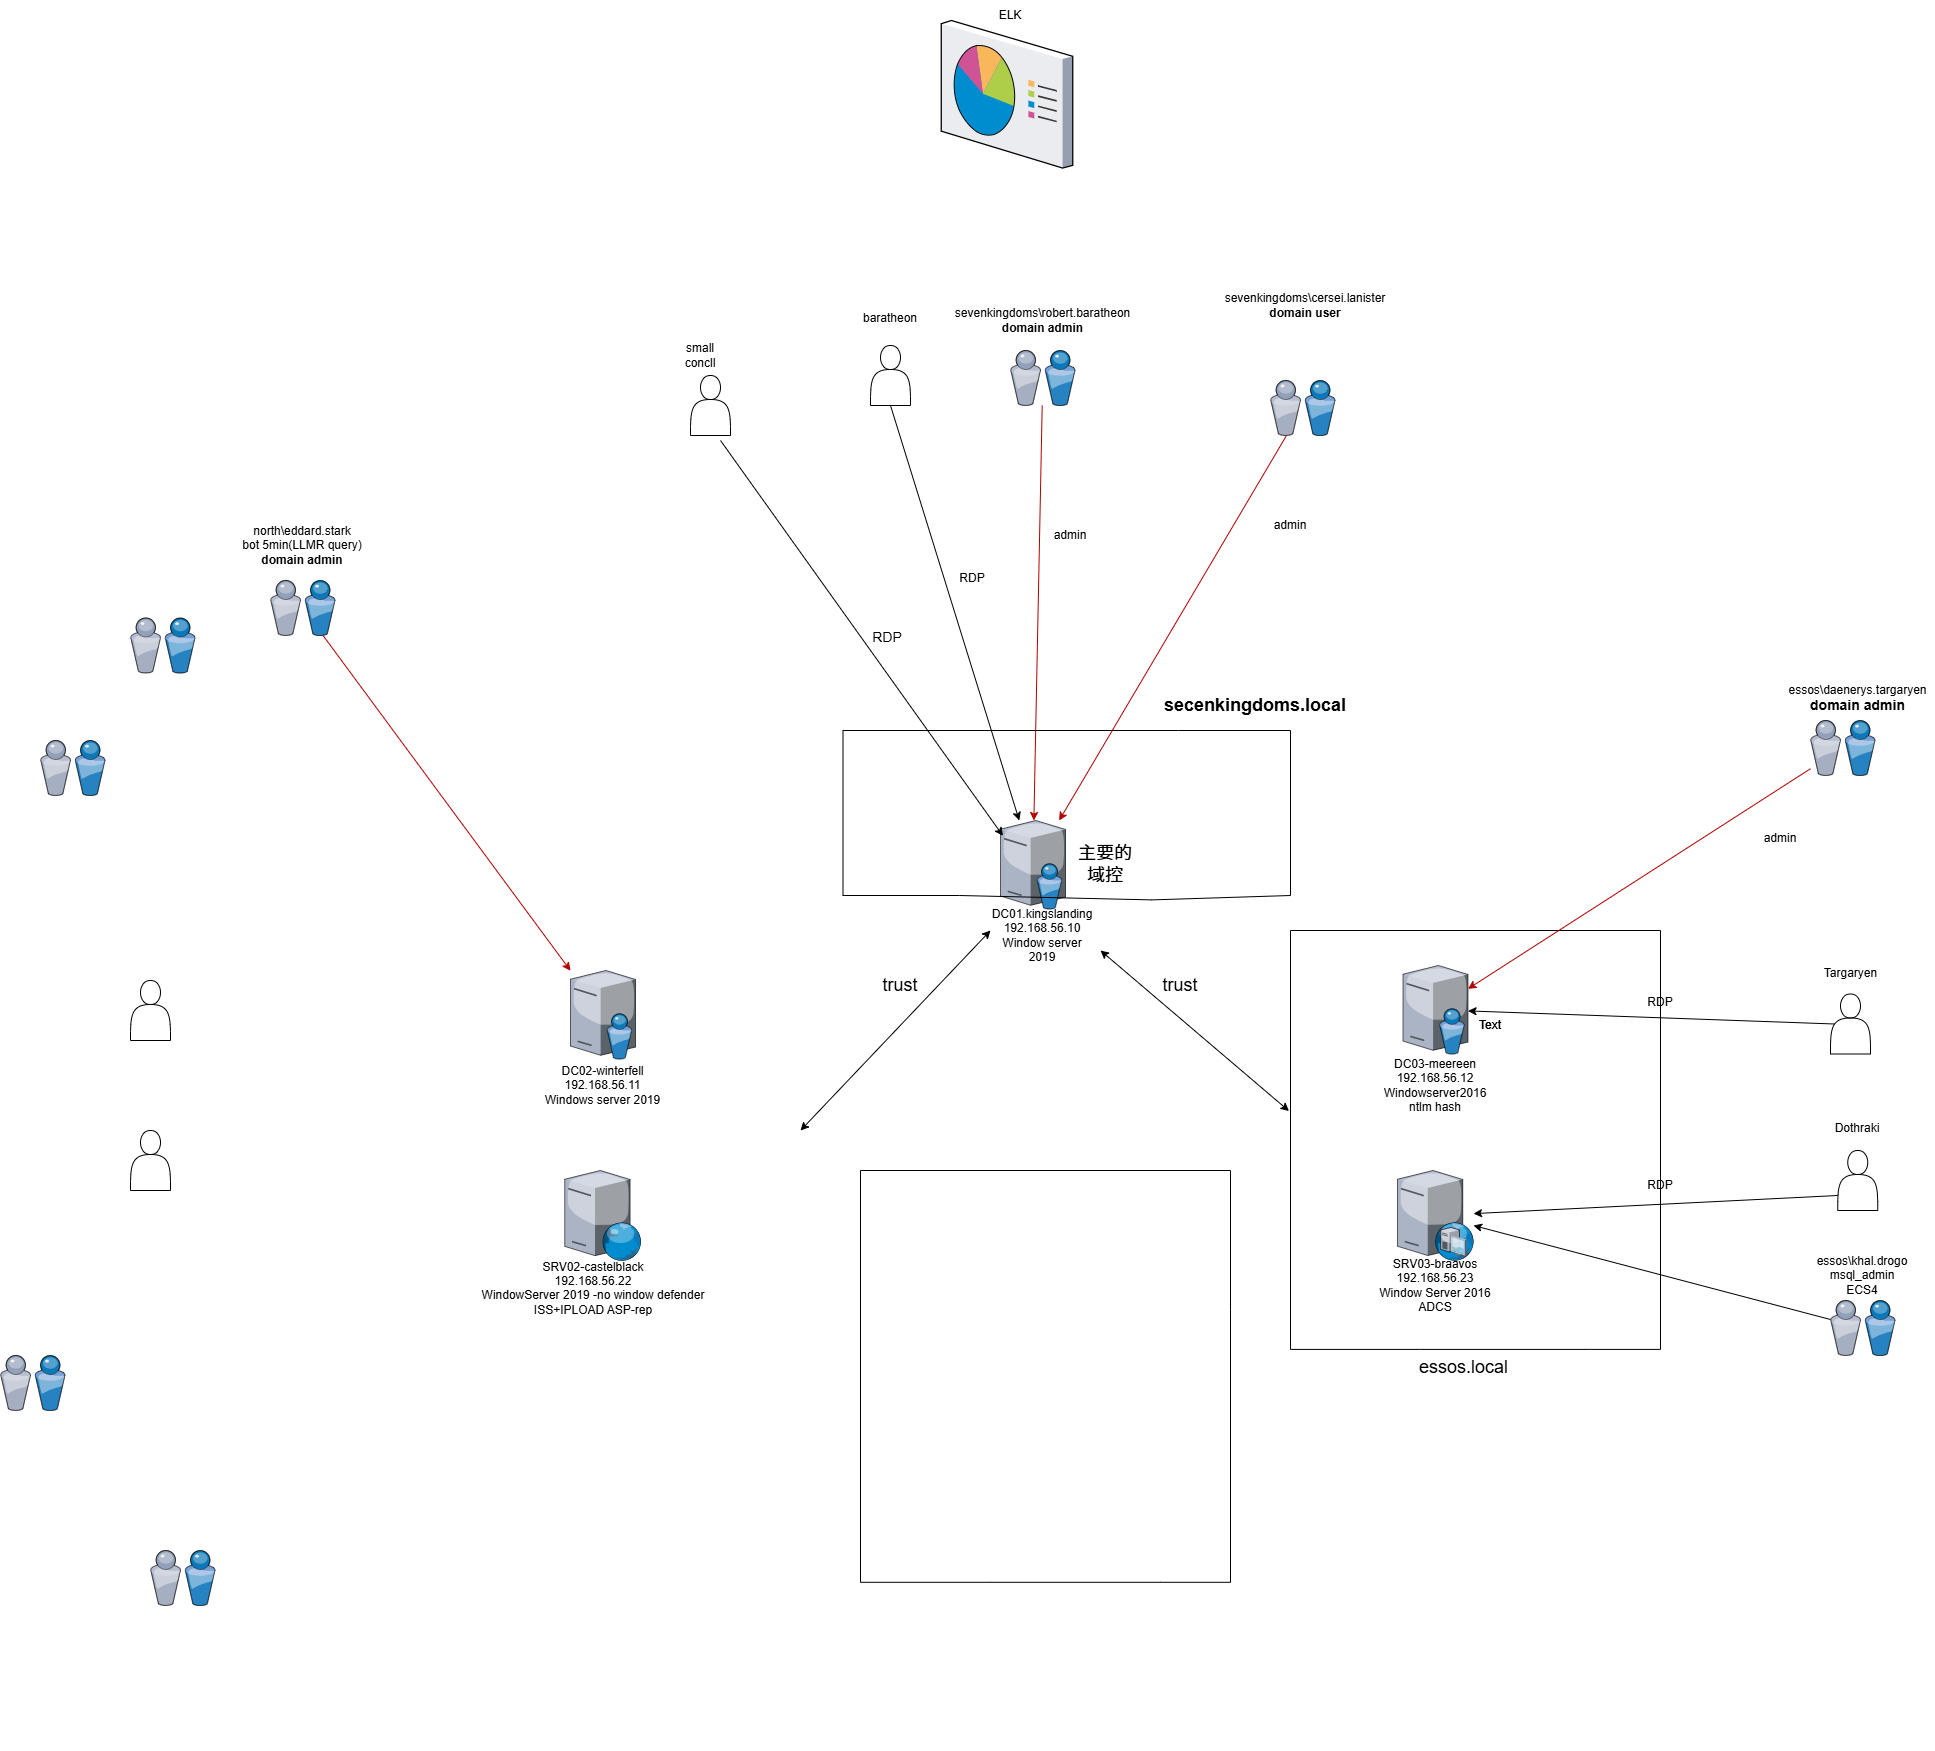 ELK
sevenkingdoms\cersei.lanister
domain user
sevenkingdoms\robert.baratheon
domain admin
baratheon
small
concll
north\eddard.stark
bot 5min(LLMR query)
domain admin
admin
admin
RDP
RDP
secenkingdoms.local
essos\daenerys.targaryen
domain admin
admin
主要的
域控
DC01.kingslanding
192.168.56.10
Window server
2019
trust
trust
Targaryen
RDP
Text
DC02-winterfell
192.168.56.11
Windows server 2019
DC03-meereen
192.168.56.12
Windowserver2016
ntlm hash
Dothraki
RDP
SRV02-castelblack
192.168.56.22
WindowServer 2019 -no window defender
ISS+IPLOAD ASP-rep
SRV03-braavos
192.168.56.23
Window Server 2016
ADCS
essos\khal.drogo
msql_admin
ECS4
essos.local